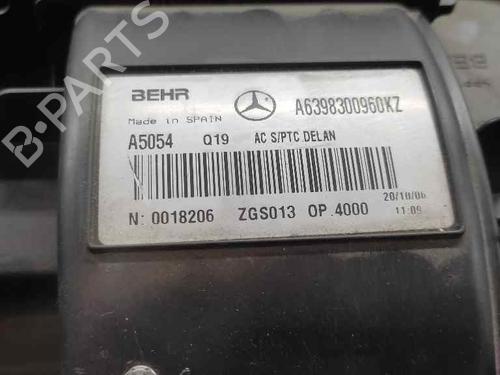 BEHR
A6398300960KZ
Made in SPAIN
A5054 Q19 AC S/PTC DELAN
20/10/06
N: 0018206 ZGS013 OP.4000 11:09
B-PARTS